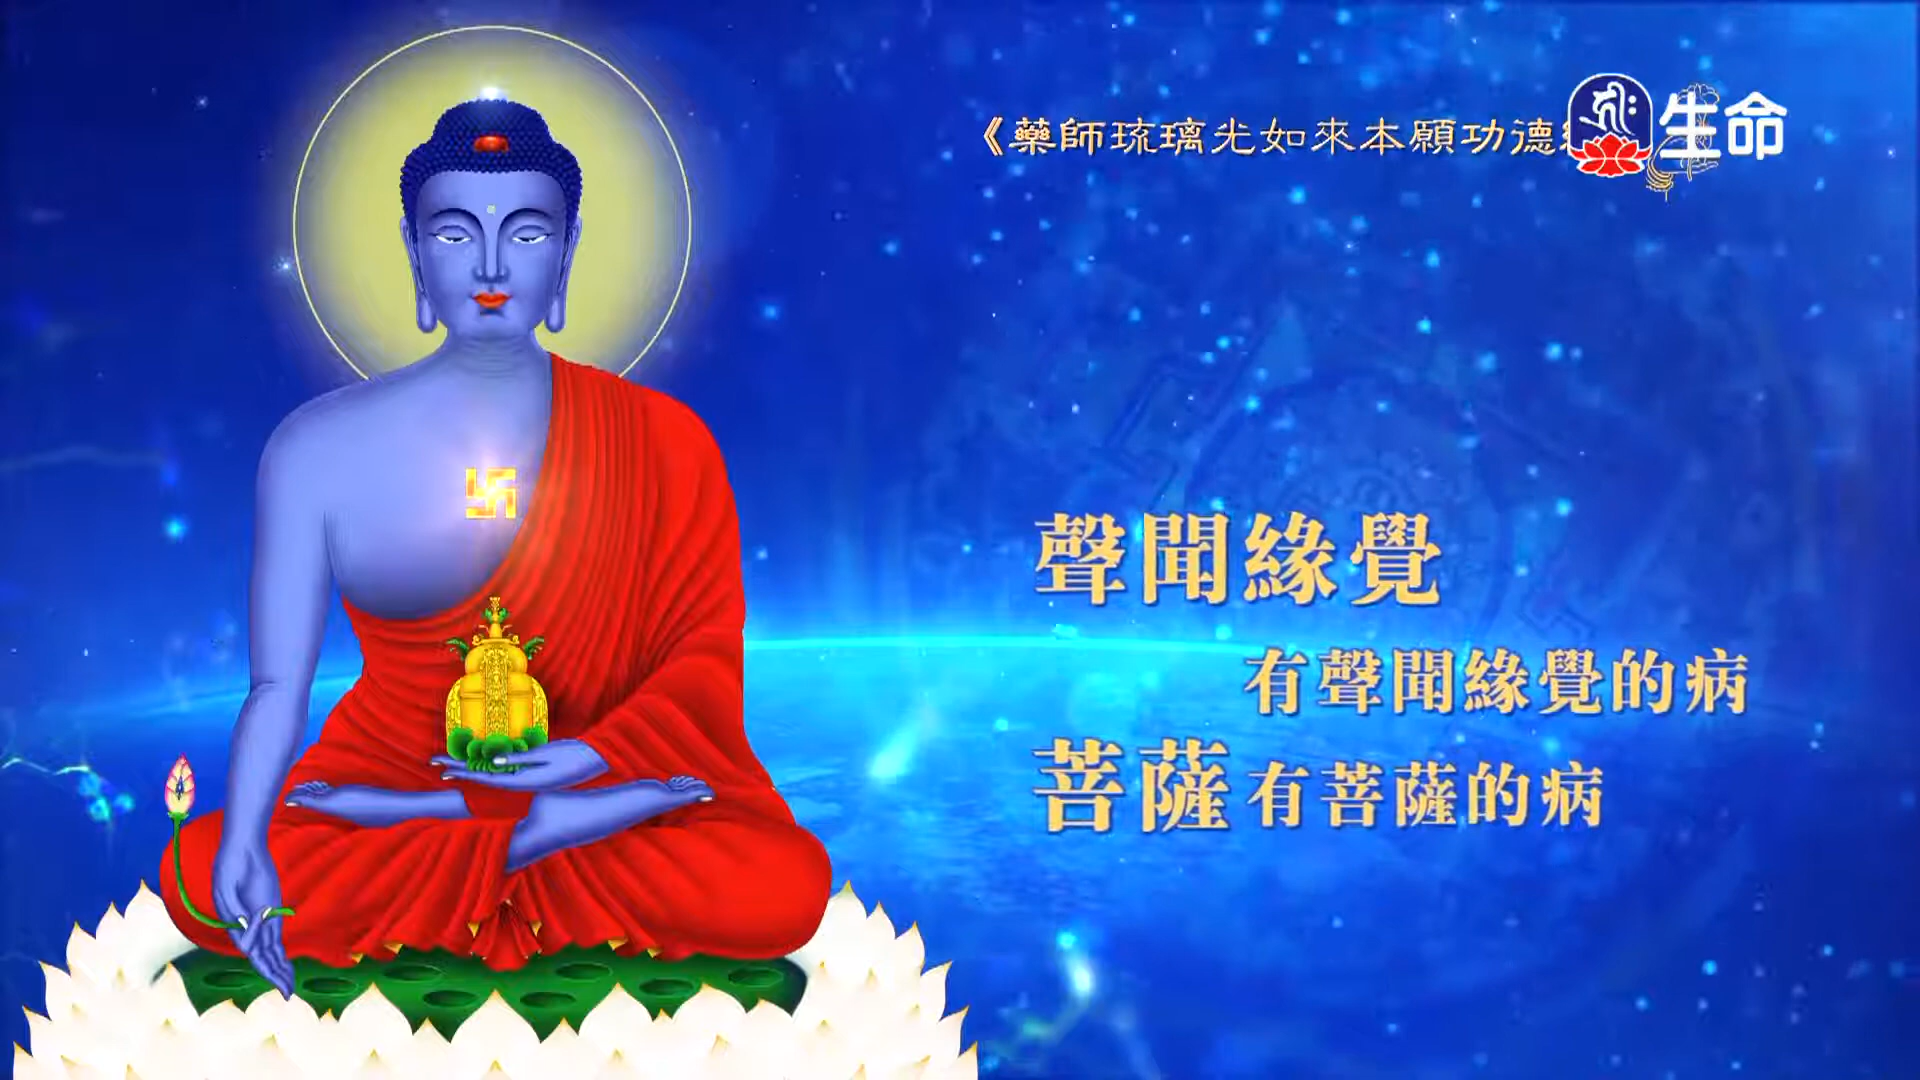 《藥師琉璃光如來本願功德
生命
聲聞緣覺
有聲聞緣覺的病
菩薩有菩薩的病